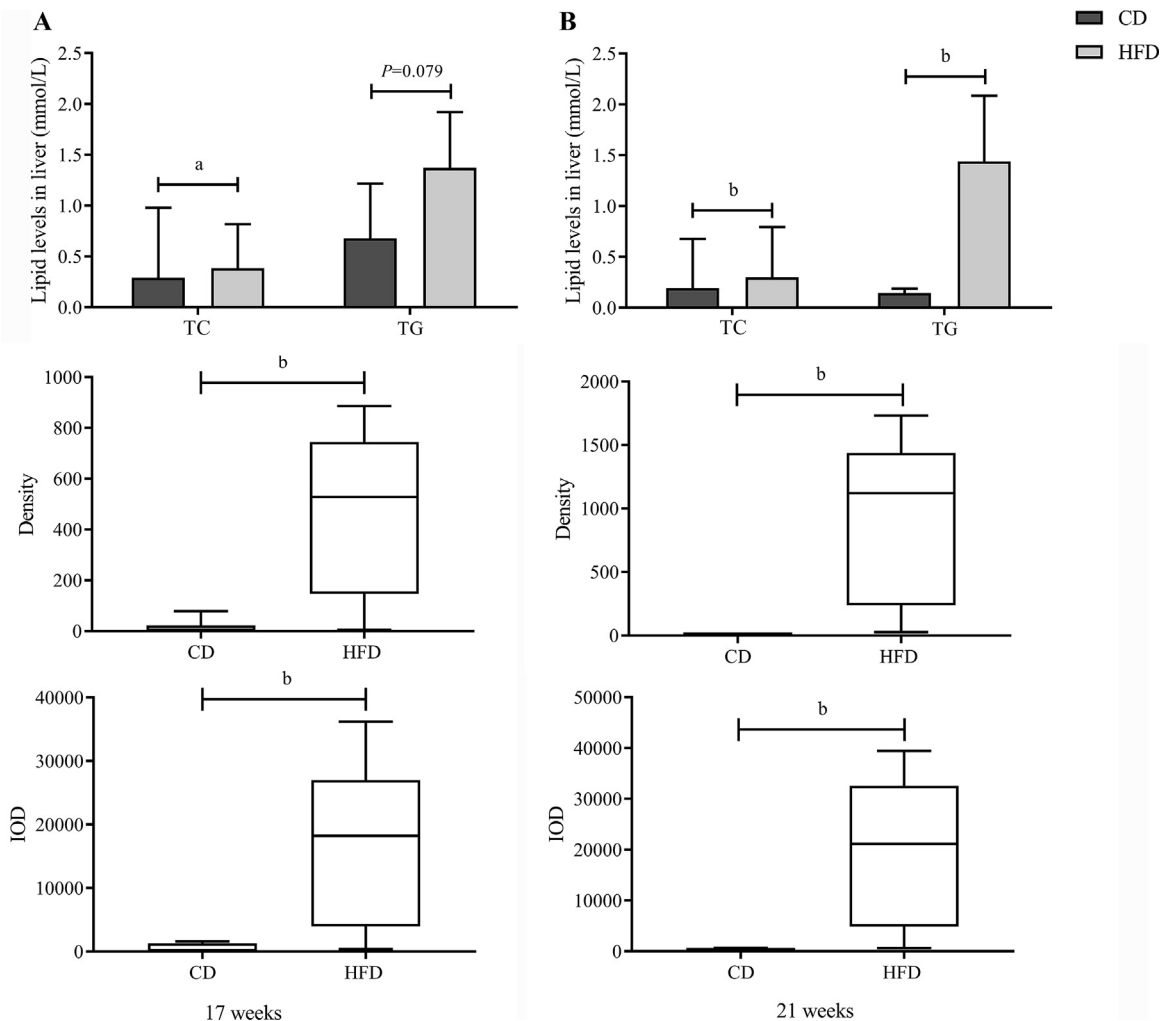 A
B
CD
HFD
Lipid levels in liver (mmol/L)
2.5
2.0
1.5
1.0
0.5
0.0
a
P=0.079
TC
TG
Lipid levels in liver (mmol/L)
2.5
2.0
1.5
1.0
0.5
0.0
b
b
TC
TG
Density
1000
800
600
400
200
0
b
CD
HFD
Density
2000
1500
1000
500
0
b
CD
HFD
IOD
40000
30000
20000
10000
0
b
CD
HFD
17 weeks
IOD
50000
40000
30000
20000
10000
0
b
CD
HFD
21 weeks